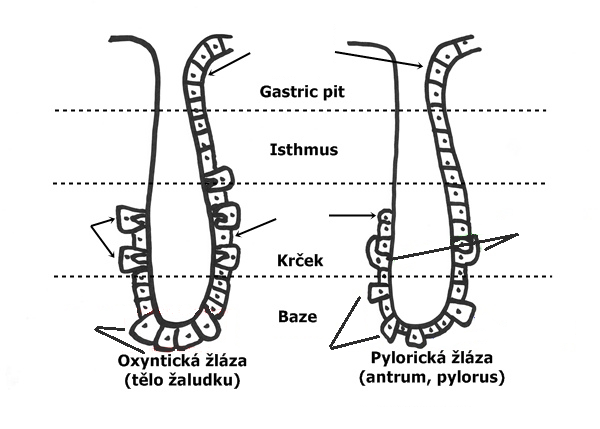 Gastric pit
Isthmus
Krček
Baze
Oxyntická žláza
(tělo žaludku)
Pylorická žláza
(antrum, pylorus)